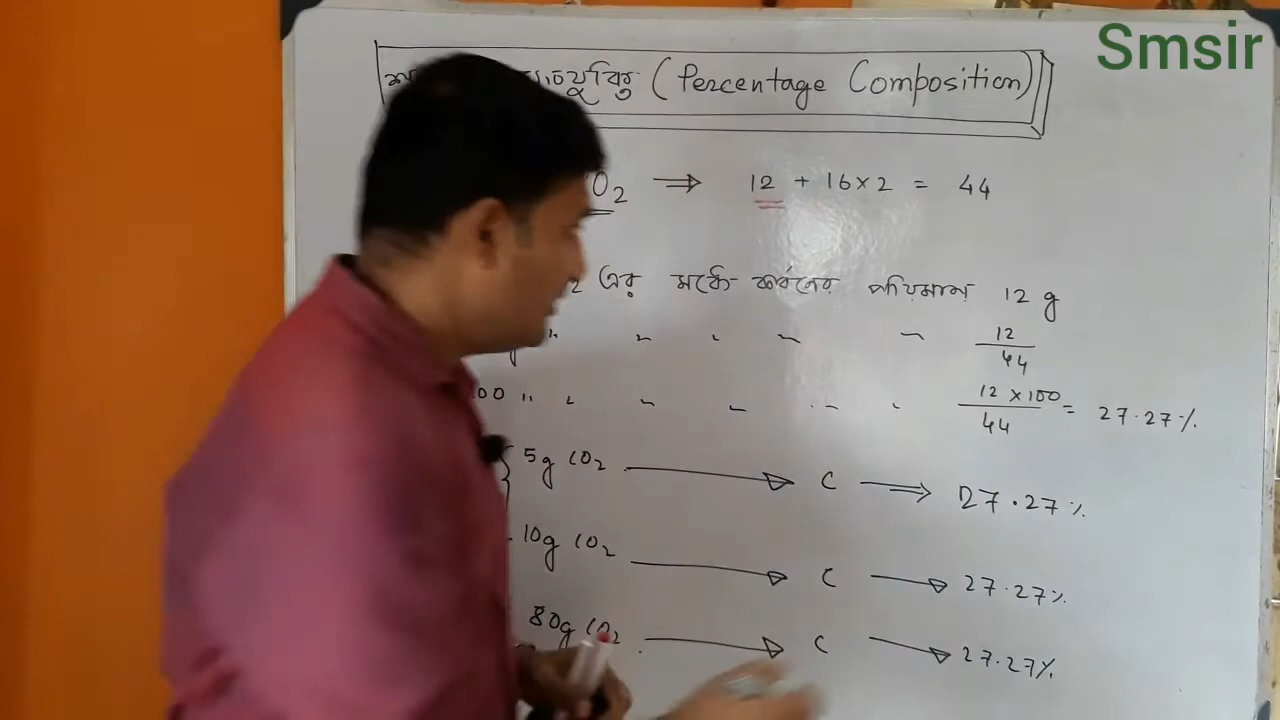 Smsir
(Percentage Composition)
O2 ⇒ 12 + 16×2 = 44
2 এর মধ্যে কার্বনের পরিমাণ 12 g
" " " " " 12/44
00 " " " " " " 12×100/44 = 27.27%
5g CO2 → C ⇒ 27.27%
10g CO2 → C → 27.27%
80g CO2 → C → 27.27%